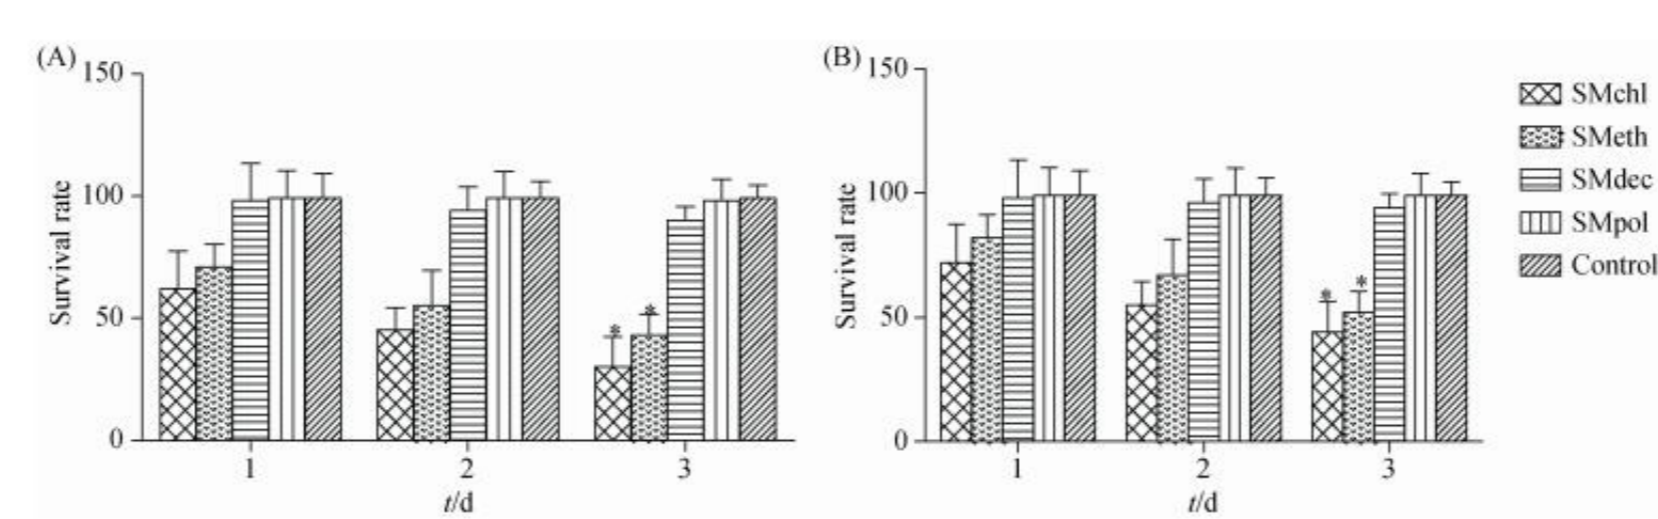 (A)
150
100
50
0
Survival rate
* *
1 2 3
t/d
(B)
150
100
50
0
Survival rate
* *
1 2 3
t/d
SMchl
SMeth
SMdec
SMpol
Control